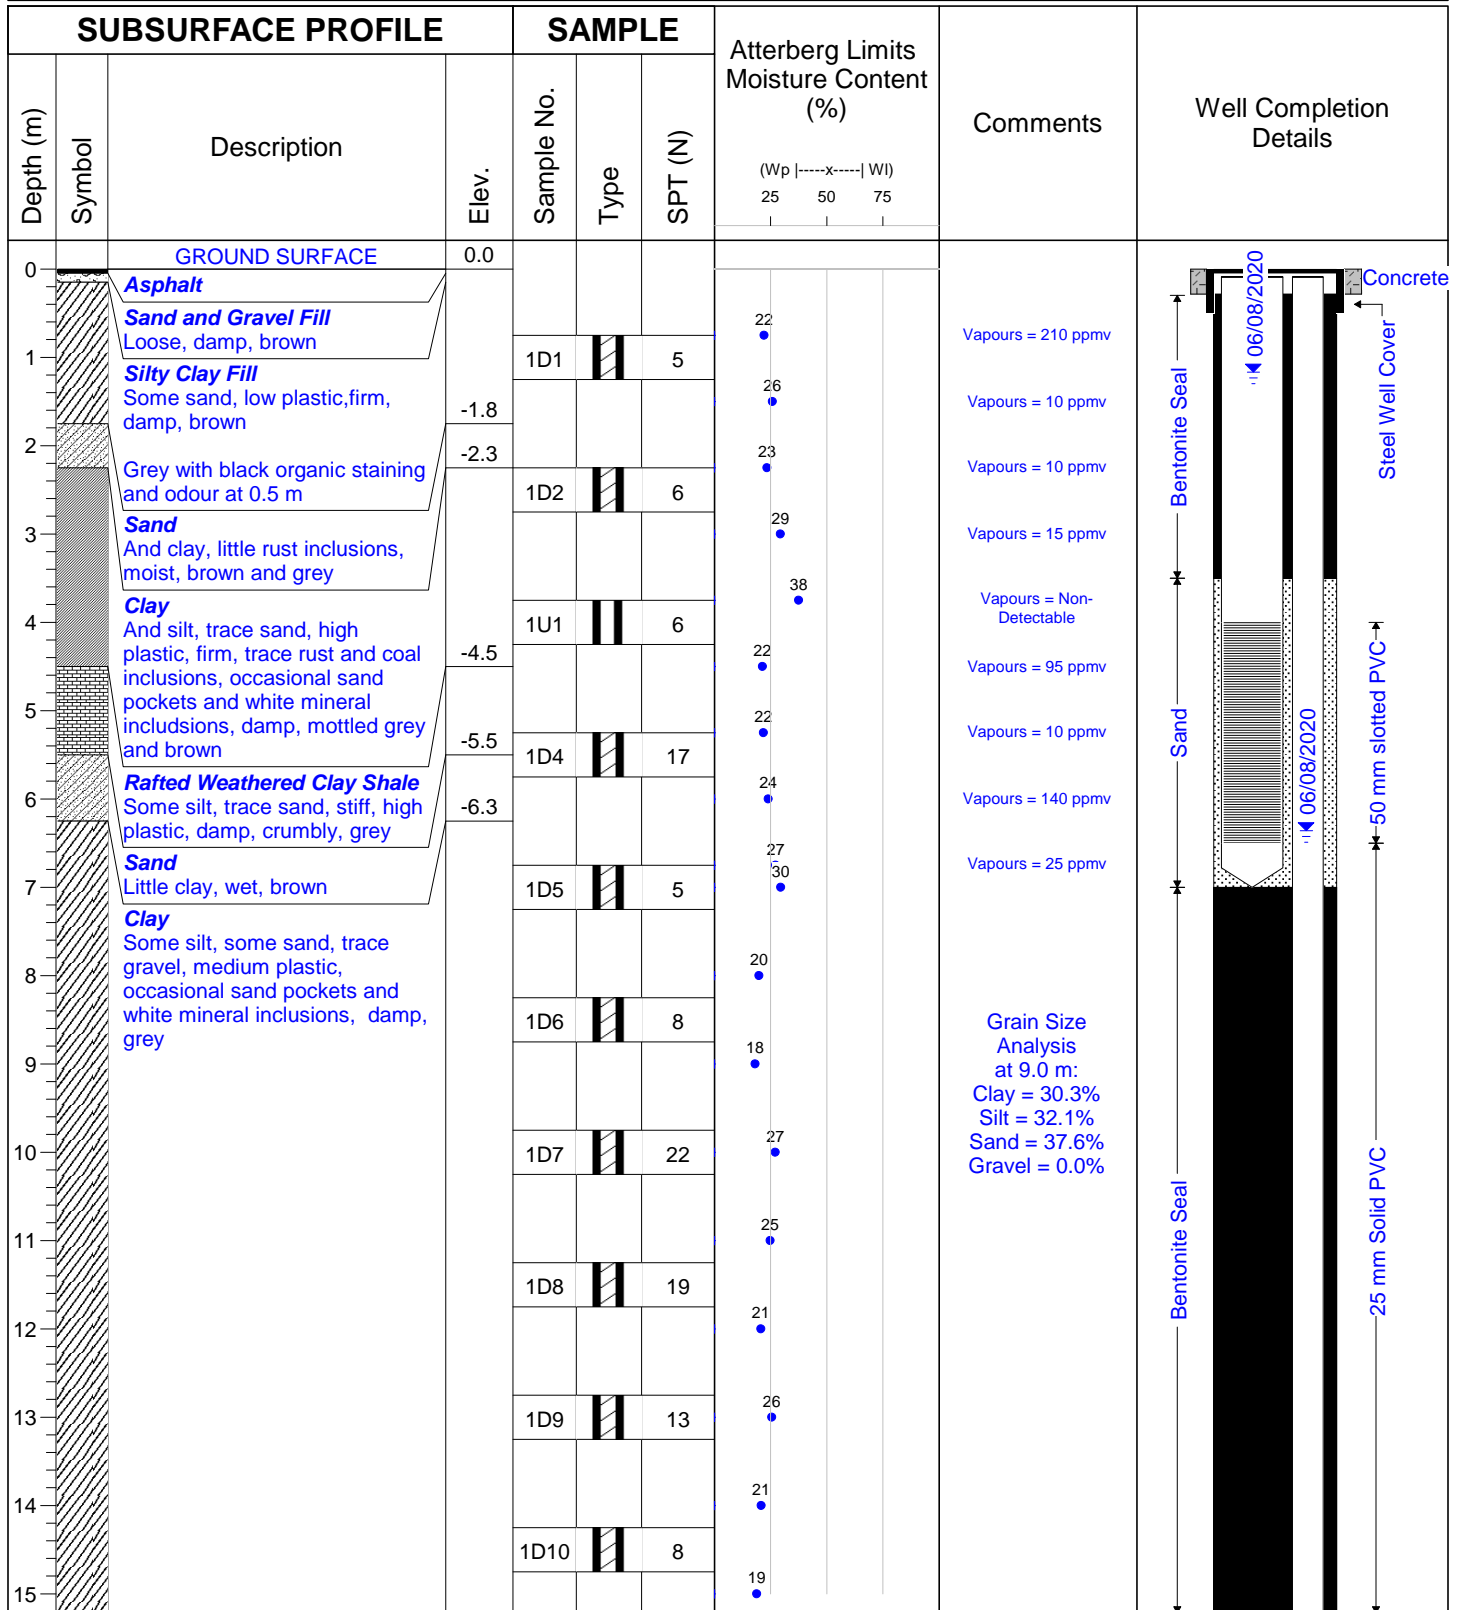 SUBSURFACE PROFILE
SAMPLE
Atterberg Limits
Moisture Content
(%)
(Wp |-----x-----| Wl)
25 50 75
Comments
Well Completion
Details
Depth (m)
Symbol
Description
Elev.
Sample No.
Type
SPT (N)
GROUND SURFACE 0.0
0
1
2
3
4
5
6
7
8
9
10
11
12
13
14
15
Asphalt
Sand and Gravel Fill
Loose, damp, brown
Silty Clay Fill
Some sand, low plastic,firm,
damp, brown
Grey with black organic staining
and odour at 0.5 m
Sand
And clay, little rust inclusions,
moist, brown and grey
Clay
And silt, trace sand, high
plastic, firm, trace rust and coal
inclusions, occasional sand
pockets and white mineral
includsions, damp, mottled grey
and brown
Rafted Weathered Clay Shale
Some silt, trace sand, stiff, high
plastic, damp, crumbly, grey
Sand
Little clay, wet, brown
Clay
Some silt, some sand, trace
gravel, medium plastic,
occasional sand pockets and
white mineral inclusions, damp,
grey
-1.8
-2.3
-4.5
-5.5
-6.3
1D1 5
1D2 6
1U1 6
1D4 17
1D5 5
1D6 8
1D7 22
1D8 19
1D9 13
1D10 8
22
26
23
29
38
22
22
24
27
30
20
18
27
25
21
26
21
19
Vapours = 210 ppmv
Vapours = 10 ppmv
Vapours = 10 ppmv
Vapours = 15 ppmv
Vapours = Non-
Detectable
Vapours = 95 ppmv
Vapours = 10 ppmv
Vapours = 140 ppmv
Vapours = 25 ppmv
Grain Size
Analysis
at 9.0 m:
Clay = 30.3%
Silt = 32.1%
Sand = 37.6%
Gravel = 0.0%
Bentonite Seal
Sand
Bentonite Seal
06/08/2020
06/08/2020
Concrete
Steel Well Cover
50 mm slotted PVC
25 mm Solid PVC